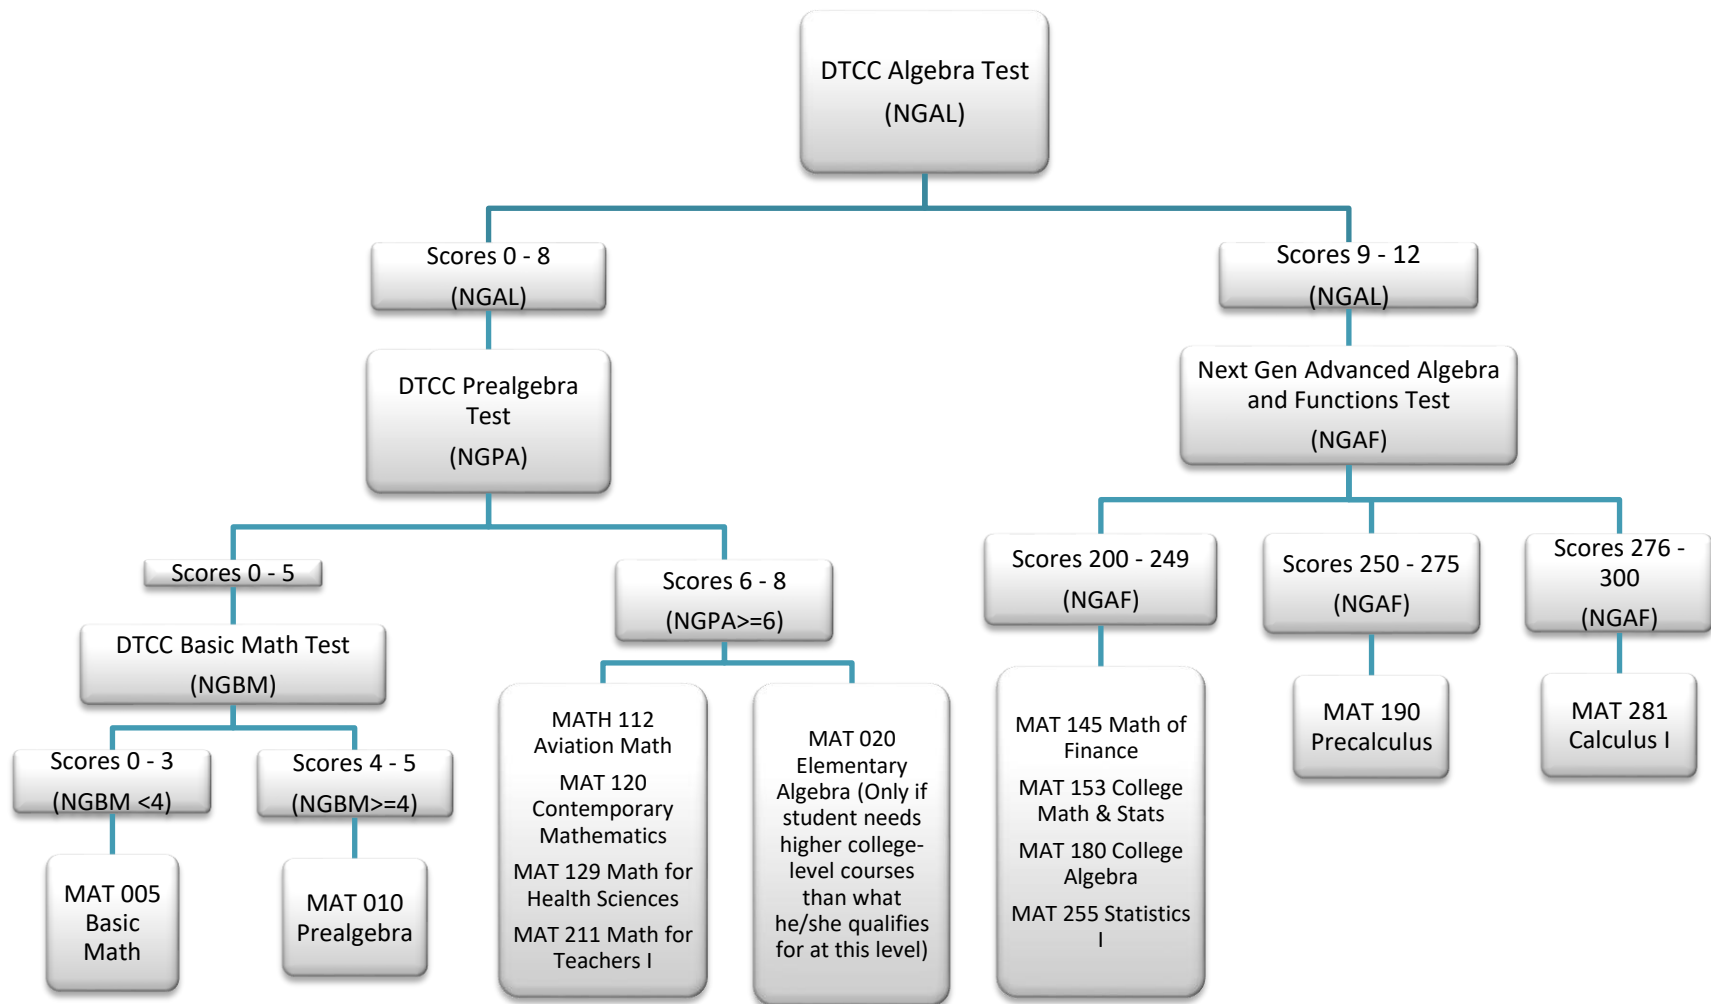 DTCC Algebra Test
(NGAL)
Scores 0 - 8
(NGAL)
Scores 9 - 12
(NGAL)
DTCC Prealgebra
Test
(NGPA)
Next Gen Advanced Algebra
and Functions Test
(NGAF)
Scores 0 - 5
Scores 6 - 8
(NGPA>=6)
Scores 200 - 249
(NGAF)
Scores 250 - 275
(NGAF)
Scores 276 -
300
(NGAF)
DTCC Basic Math Test
(NGBM)
Scores 0 - 3
(NGBM <4)
Scores 4 - 5
(NGBM>=4)
MAT 005
Basic
Math
MAT 010
Prealgebra
MATH 112
Aviation Math
MAT 120
Contemporary
Mathematics
MAT 129 Math for
Health Sciences
MAT 211 Math for
Teachers I
MAT 020
Elementary
Algebra (Only if
student needs
higher college-
level courses
than what
he/she qualifies
for at this level)
MAT 145 Math of
Finance
MAT 153 College
Math & Stats
MAT 180 College
Algebra
MAT 255 Statistics
I
MAT 190
Precalculus
MAT 281
Calculus I